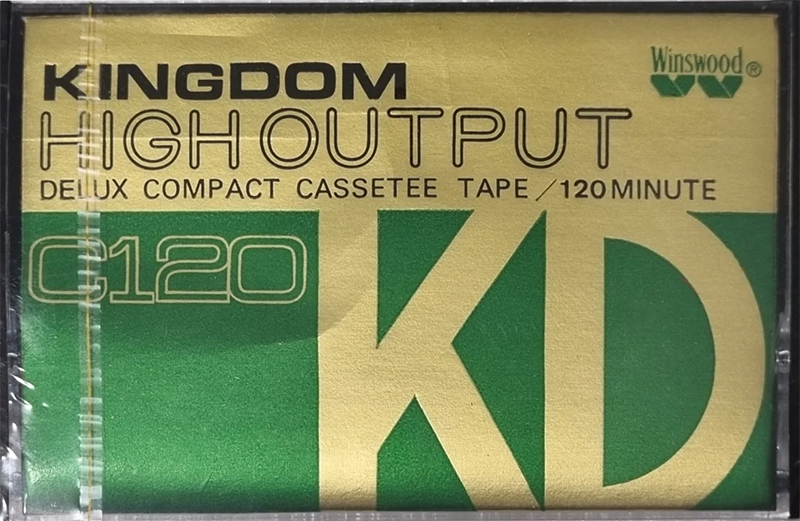 Winswood®
KINGDOM
HIGH OUTPUT
DELUX COMPACT CASSETEE TAPE/120 MINUTE
C120
KD